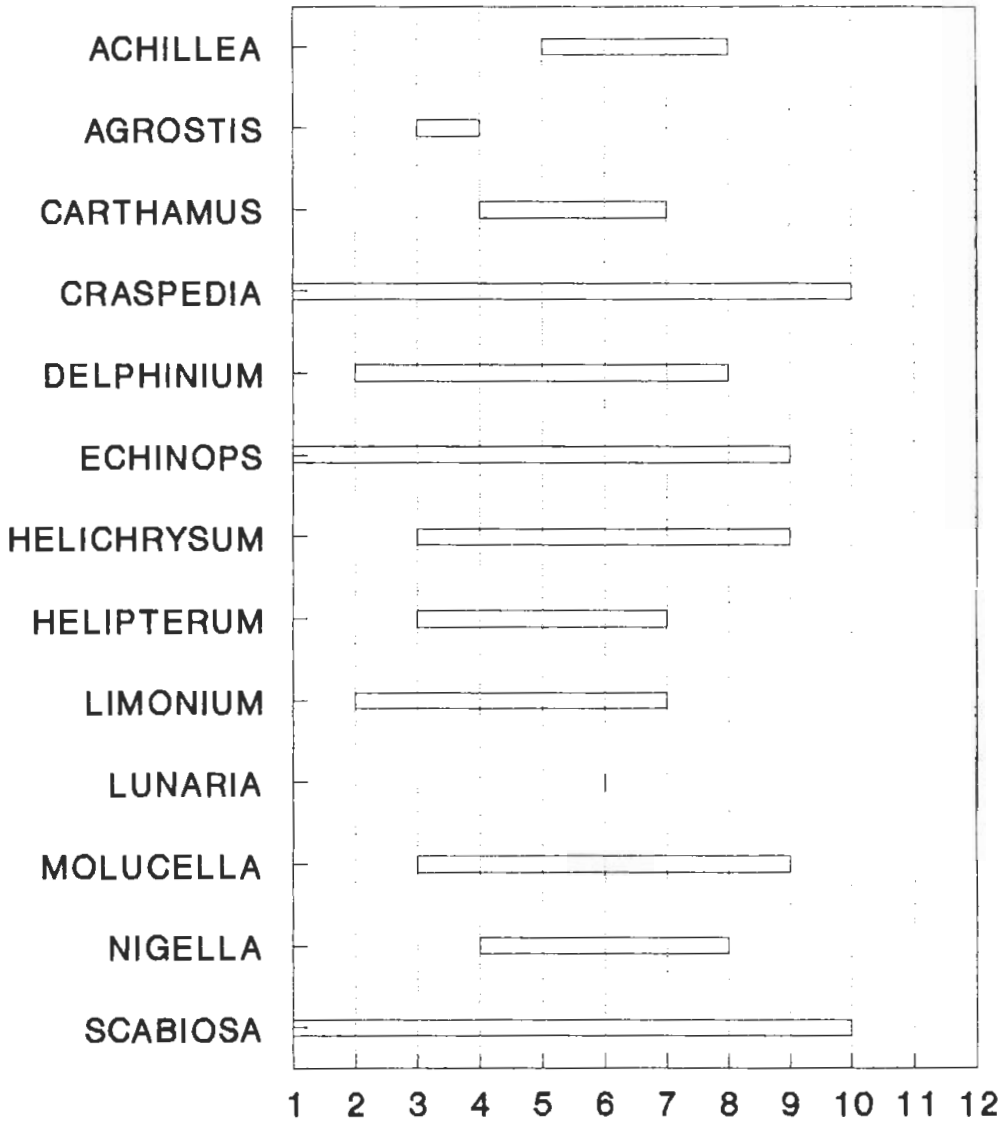 ACHILLEA
AGROSTIS
CARTHAMUS
CRASPEDIA
DELPHINIUM
ECHINOPS
HELICHRYSUM
HELIPTERUM
LIMONIUM
LUNARIA
MOLUCELLA
NIGELLA
SCABIOSA
1 2 3 4 5 6 7 8 9 10 11 12